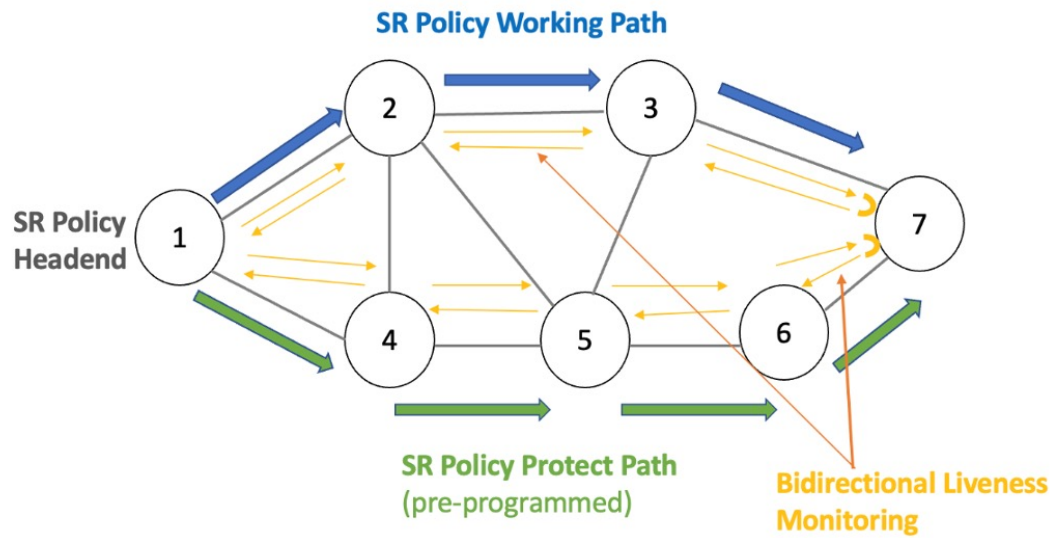 SR Policy Working Path
2
3
SR Policy
Headend
1
7
4
5
6
SR Policy Protect Path
(pre-programmed)
Bidirectional Liveness
Monitoring